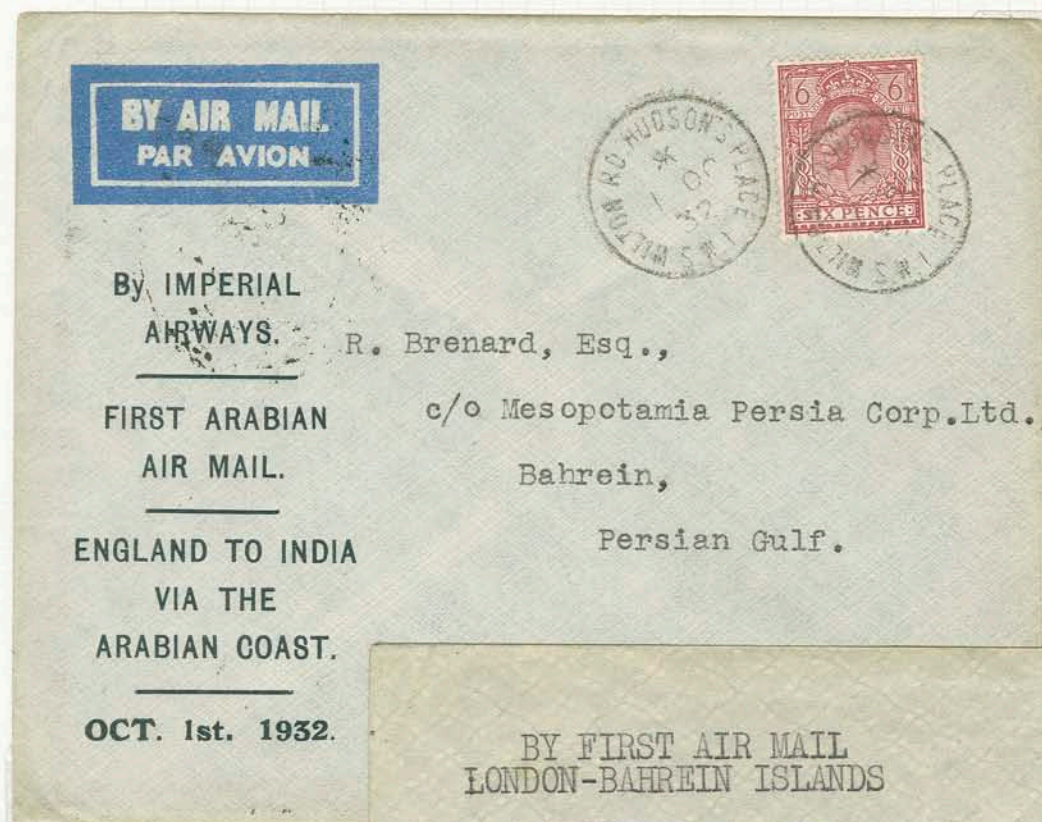 BY AIR MAIL
PAR AVION
By IMPERIAL
AIRWAYS.
FIRST ARABIAN
AIR MAIL.
ENGLAND TO INDIA
VIA THE
ARABIAN COAST.
OCT. 1st. 1932.
WILTON RD HUDSON'S PLACE S.W.1
1 OC
32
6 6
SIX PENCE
PLACE S.W.1
R. Brenard, Esq.,
c/o Mesopotamia Persia Corp.Ltd.
Bahrein,
Persian Gulf.
BY FIRST AIR MAIL
LONDON-BAHREIN ISLANDS